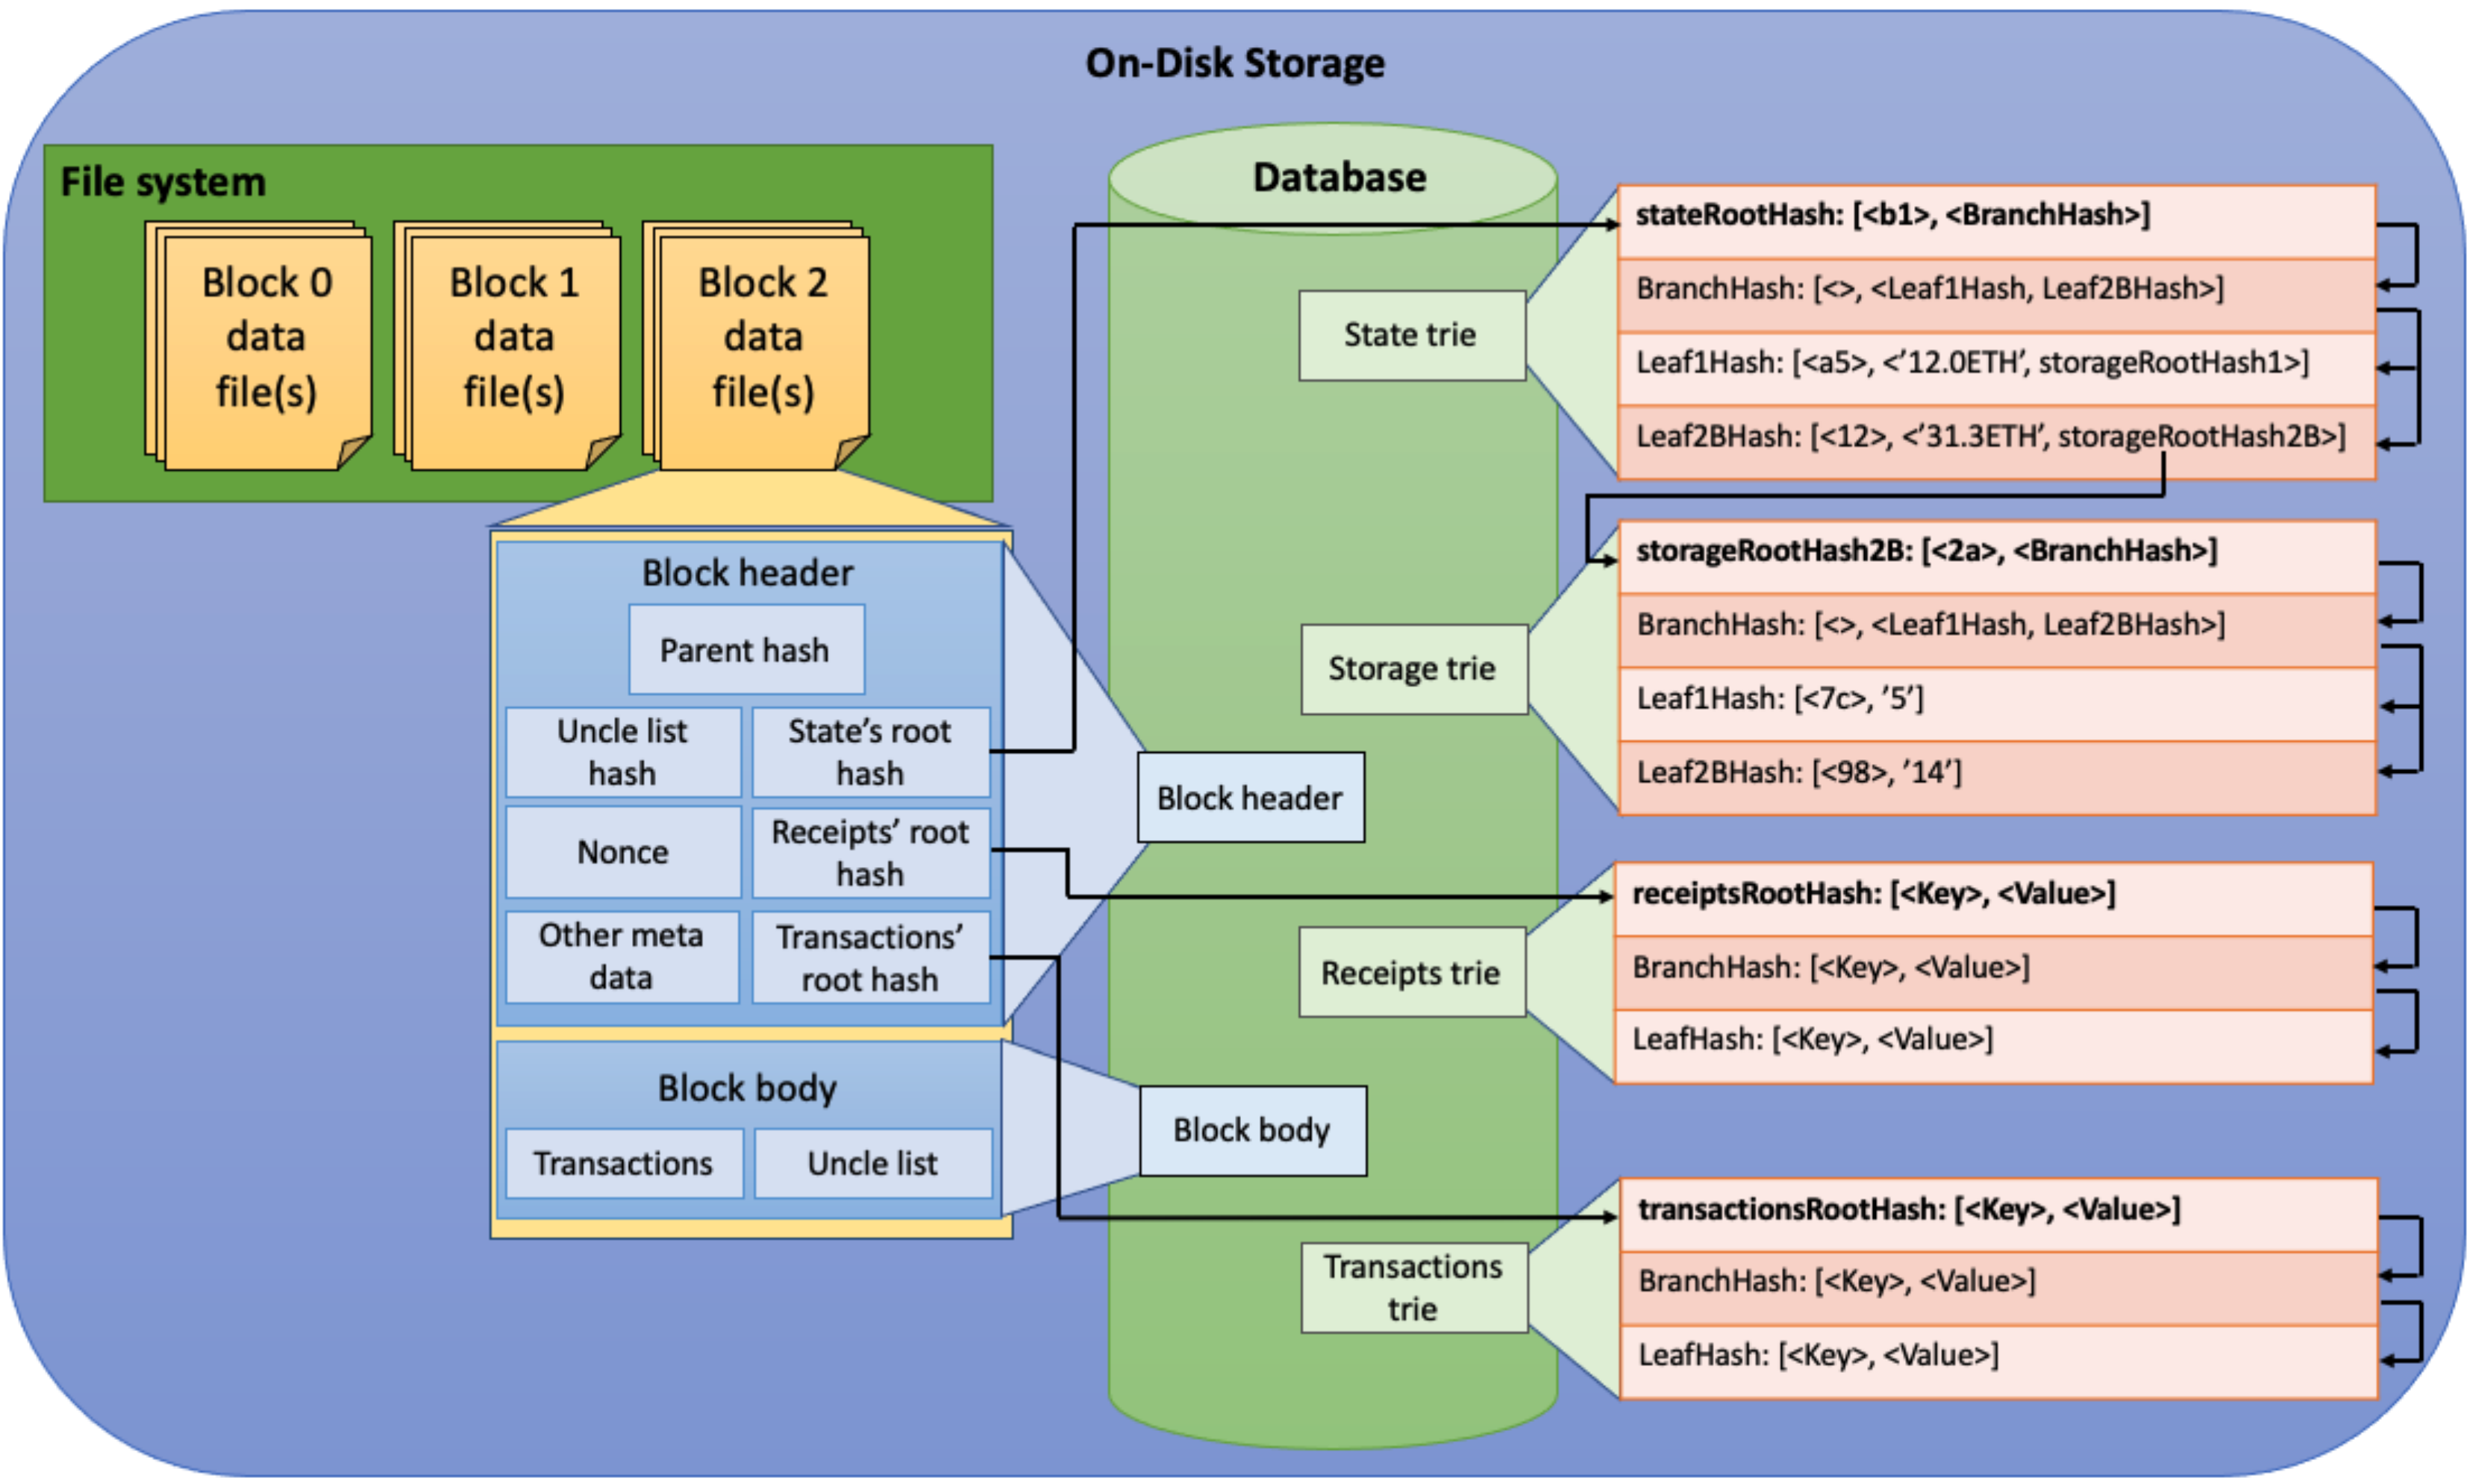 On-Disk Storage
File system
Block 0
data
file(s)
Block 1
data
file(s)
Block 2
data
file(s)
Block header
Parent hash
Uncle list
hash
State’s root
hash
Nonce
Receipts’ root
hash
Other meta
data
Transactions’
root hash
Block body
Transactions
Uncle list
Database
State trie
Storage trie
Block header
Receipts trie
Block body
Transactions
trie
stateRootHash: [<b1>, <BranchHash>]
BranchHash: [<>, <Leaf1Hash, Leaf2BHash>]
Leaf1Hash: [<a5>, <’12.0ETH’, storageRootHash1>]
Leaf2BHash: [<12>, <’31.3ETH’, storageRootHash2B>]
storageRootHash2B: [<2a>, <BranchHash>]
BranchHash: [<>, <Leaf1Hash, Leaf2BHash>]
Leaf1Hash: [<7c>, ’5’]
Leaf2BHash: [<98>, ’14’]
receiptsRootHash: [<Key>, <Value>]
BranchHash: [<Key>, <Value>]
LeafHash: [<Key>, <Value>]
transactionsRootHash: [<Key>, <Value>]
BranchHash: [<Key>, <Value>]
LeafHash: [<Key>, <Value>]